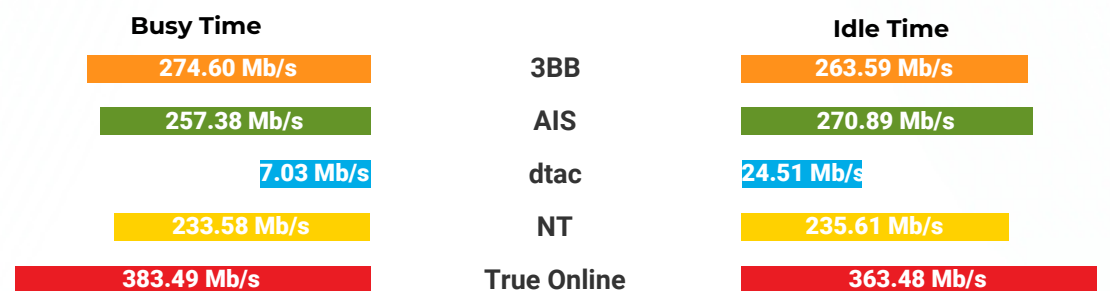 Busy Time
Idle Time
274.60 Mb/s
3BB
263.59 Mb/s
257.38 Mb/s
AIS
270.89 Mb/s
7.03 Mb/s
dtac
24.51 Mb/s
233.58 Mb/s
NT
235.61 Mb/s
383.49 Mb/s
True Online
363.48 Mb/s